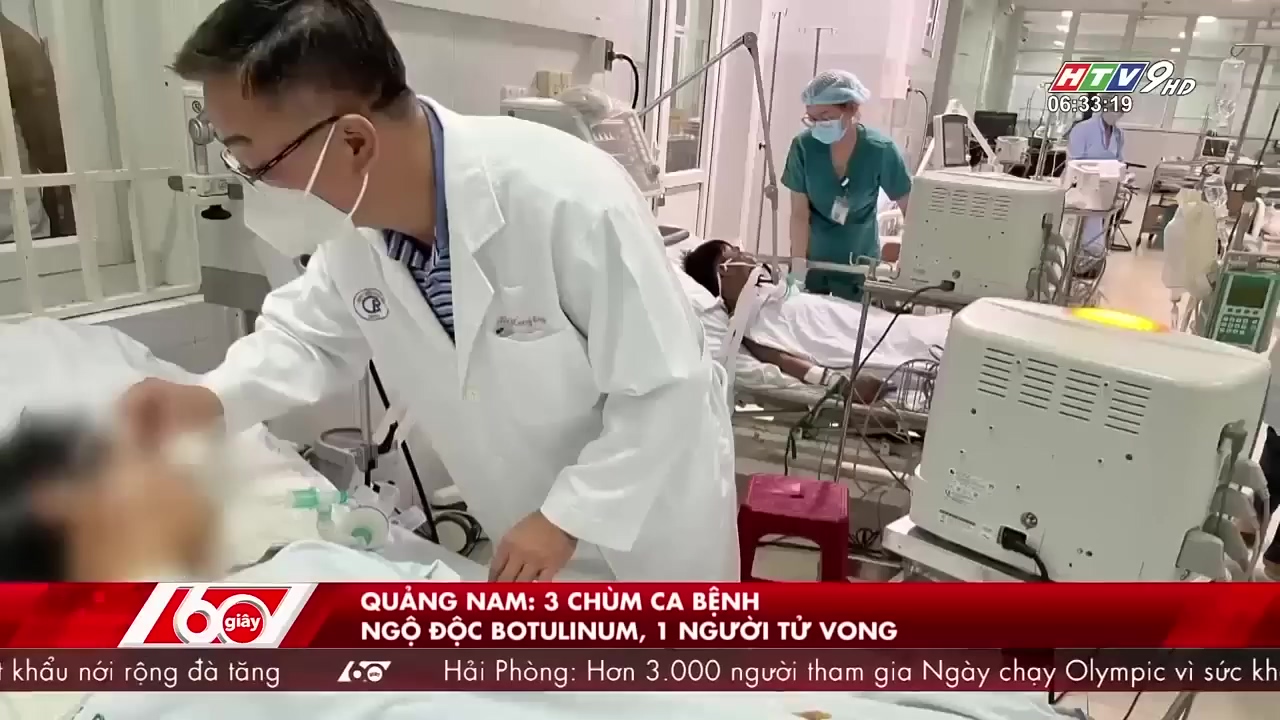 HTV9HD
06:33:19
60 giây
QUẢNG NAM: 3 CHÙM CA BỆNH
NGỘ ĐỘC BOTULINUM, 1 NGƯỜI TỬ VONG
khẩu nới rộng đà tăng 60 Hải Phòng: Hơn 3.000 người tham gia Ngày chạy Olympic vì sức